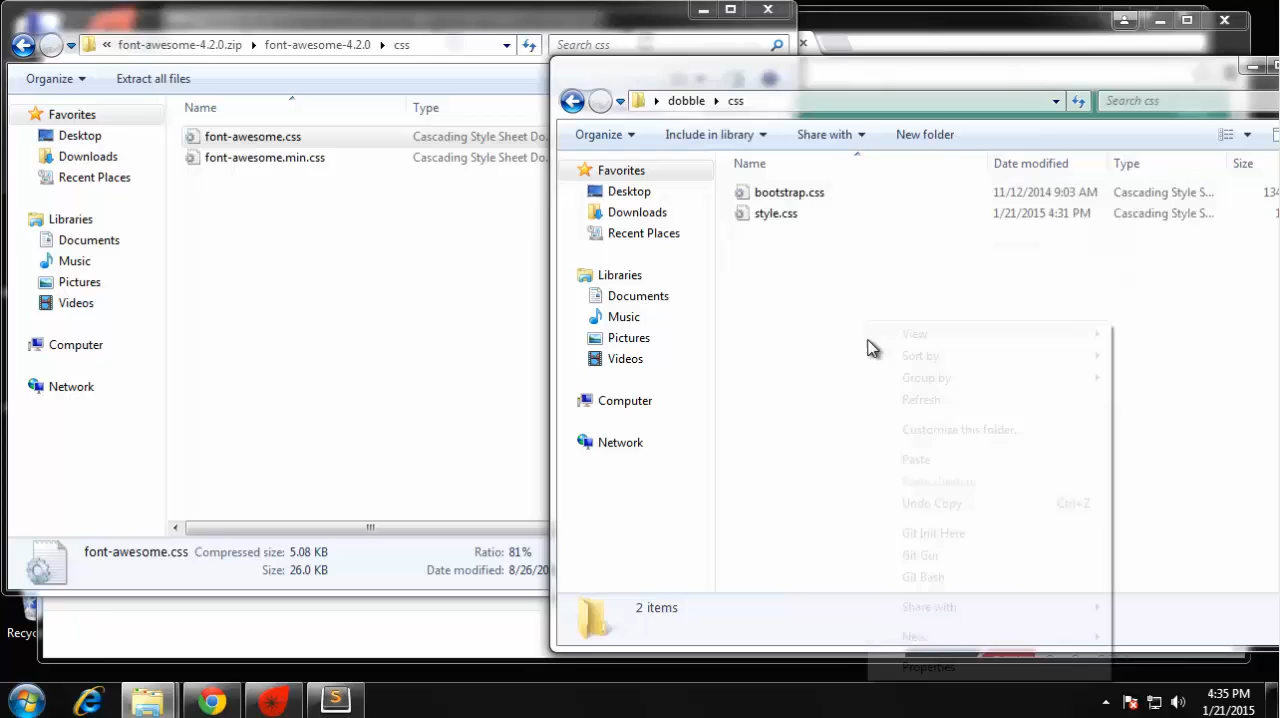 « font-awesome-4.2.0.zip ▸ font-awesome-4.2.0 ▸ css
Search css
Organize
Extract all files
Favorites
Desktop
Downloads
Recent Places
Libraries
Documents
Music
Pictures
Videos
Computer
Network
Name
Type
font-awesome.css
Cascading Style Sheet Do...
font-awesome.min.css
Cascading Style Sheet Do...
font-awesome.css
Compressed size: 5.08 KB
Size: 26.0 KB
Ratio: 81%
Date modified: 8/26/20
▸ dobble ▸ css
Search css
Organize
Include in library
Share with
New folder
Favorites
Desktop
Downloads
Recent Places
Libraries
Documents
Music
Pictures
Videos
Computer
Network
Name
Date modified
Type
Size
bootstrap.css
11/12/2014 9:03 AM
Cascading Style S...
134
style.css
1/21/2015 4:31 PM
Cascading Style S...
1
View
Sort by
Group by
Refresh
Customize this folder...
Paste
Paste shortcut
Undo Copy
Ctrl+Z
Git Init Here
Git Gui
Git Bash
Share with
New
Properties
2 items
Recyc
4:35 PM
1/21/2015